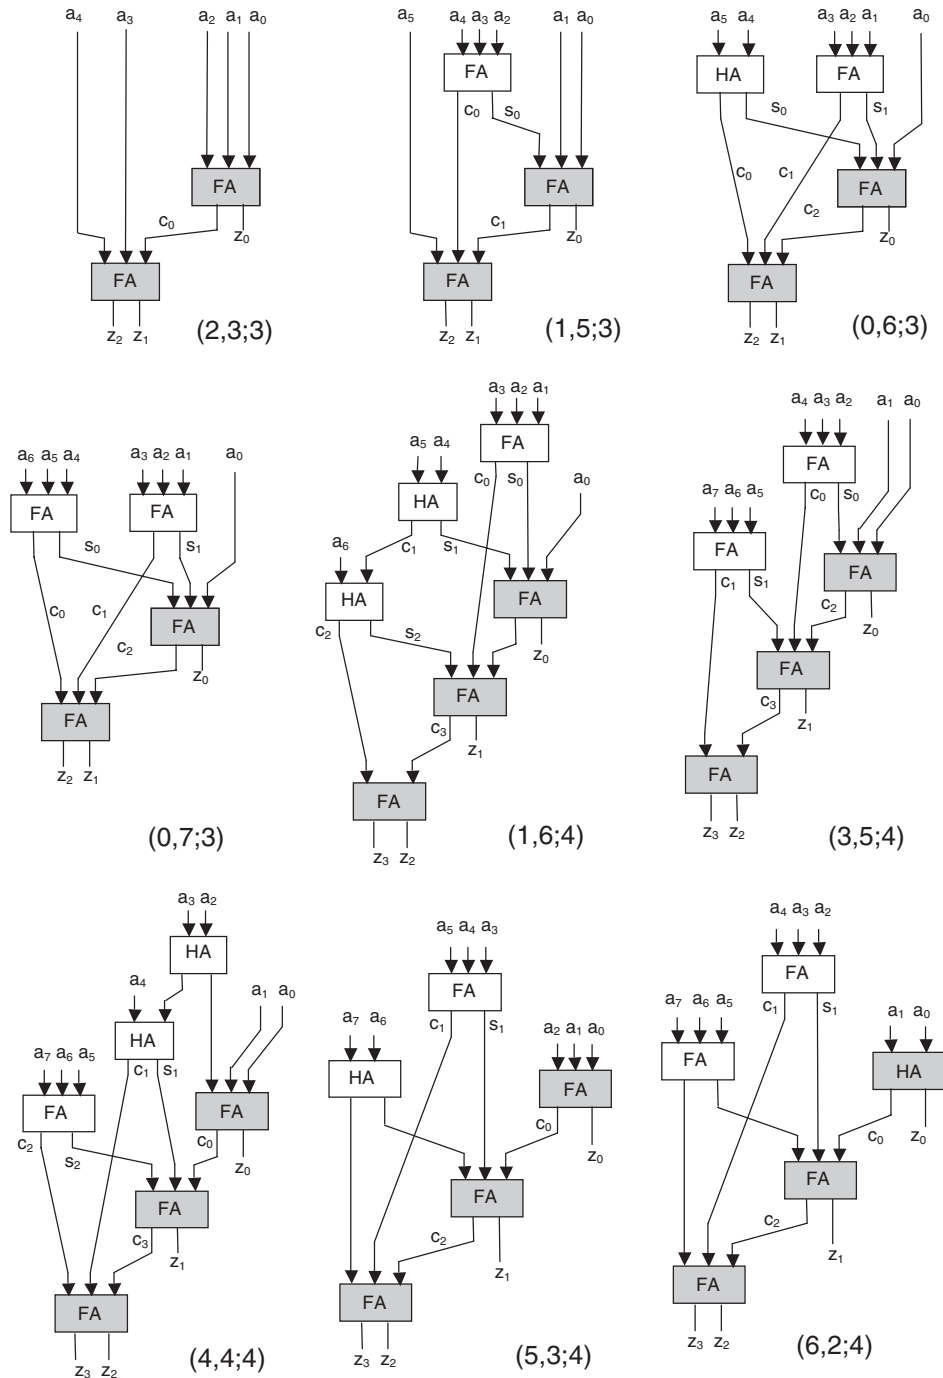 a₄ a₃ a₂ a₁ a₀
FA
c₀
z₀
FA
z₂ z₁
(2,3;3)
a₅ a₄ a₃ a₂ a₁ a₀
FA
c₀ s₀
FA
c₁
z₀
FA
z₂ z₁
(1,5;3)
a₅ a₄ a₃ a₂ a₁ a₀
HA FA
s₀ s₁
c₀ c₁
FA
c₂
z₀
FA
z₂ z₁
(0,6;3)
a₆ a₅ a₄ a₃ a₂ a₁ a₀
FA FA
s₀ s₁
c₀ c₁
FA
c₂
z₀
FA
z₂ z₁
(0,7;3)
a₃ a₂ a₁
FA
a₅ a₄
c₀ s₀
a₀
HA
c₁ s₁
a₆
HA FA
c₂ s₂
z₀
FA
c₃
z₁
FA
z₃ z₂
(1,6;4)
a₄ a₃ a₂ a₁ a₀
FA
a₇ a₆ a₅
c₀ s₀
FA
FA
c₁ s₁
c₂
z₀
FA
c₃
z₁
FA
z₃ z₂
(3,5;4)
a₃ a₂
HA
a₄ a₁ a₀
HA
a₇ a₆ a₅
c₁ s₁
FA FA
c₂ s₂
c₀
z₀
FA
c₃
z₁
FA
z₃ z₂
(4,4;4)
a₅ a₄ a₃
FA
a₇ a₆
c₁ s₁
a₂ a₁ a₀
HA FA
c₀
z₀
FA
c₂
z₁
FA
z₃ z₂
(5,3;4)
a₄ a₃ a₂
FA
a₇ a₆ a₅
c₁ s₁
a₁ a₀
FA HA
c₀ z₀
FA
c₂
z₁
FA
z₃ z₂
(6,2;4)